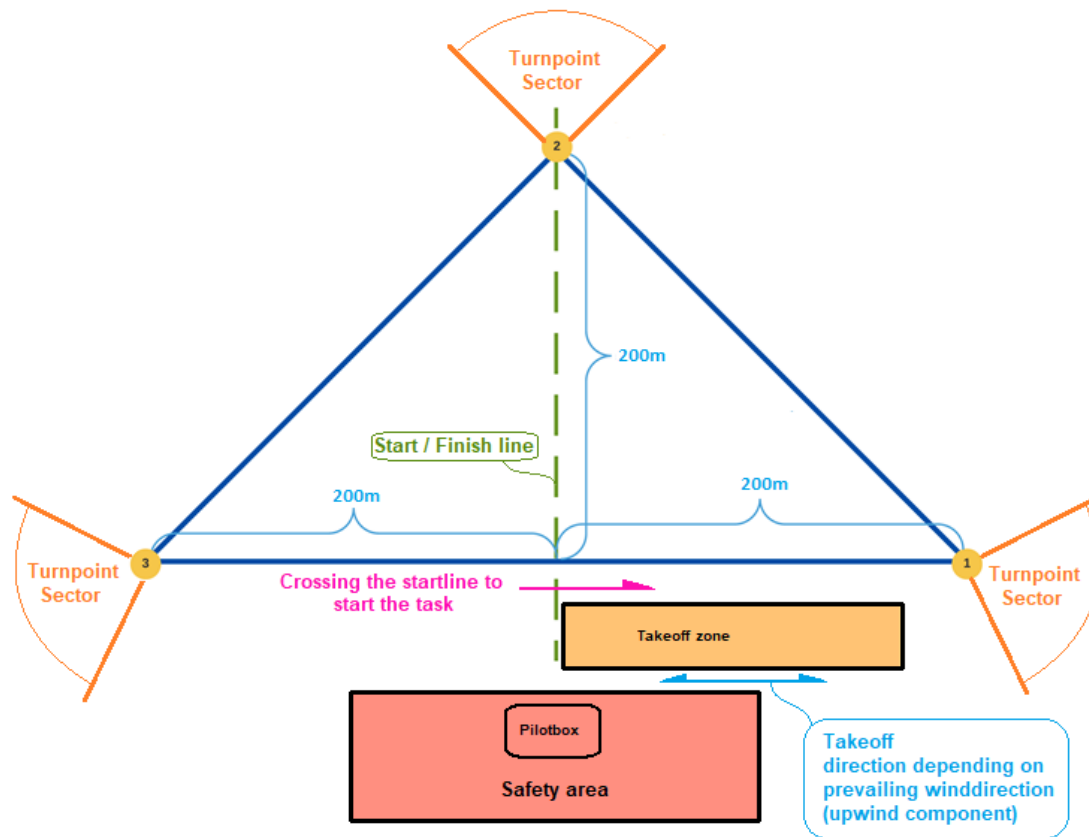 Turnpoint
Sector
2
200m
Start / Finish line
200m
200m
3
1
Turnpoint
Sector
Turnpoint
Sector
Crossing the startline to
start the task
Takeoff zone
Pilotbox
Safety area
Takeoff
direction depending on
prevailing winddirection
(upwind component)